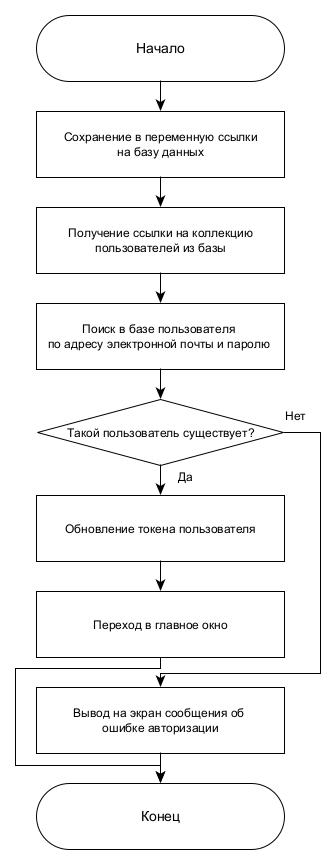 Начало
Сохранение в переменную ссылки
на базу данных
Получение ссылки на коллекцию
пользователей из базы
Поиск в базе пользователя
по адресу электронной почты и паролю
Такой пользователь существует?
Нет
Да
Обновление токена пользователя
Переход в главное окно
Вывод на экран сообщения об
ошибке авторизации
Конец